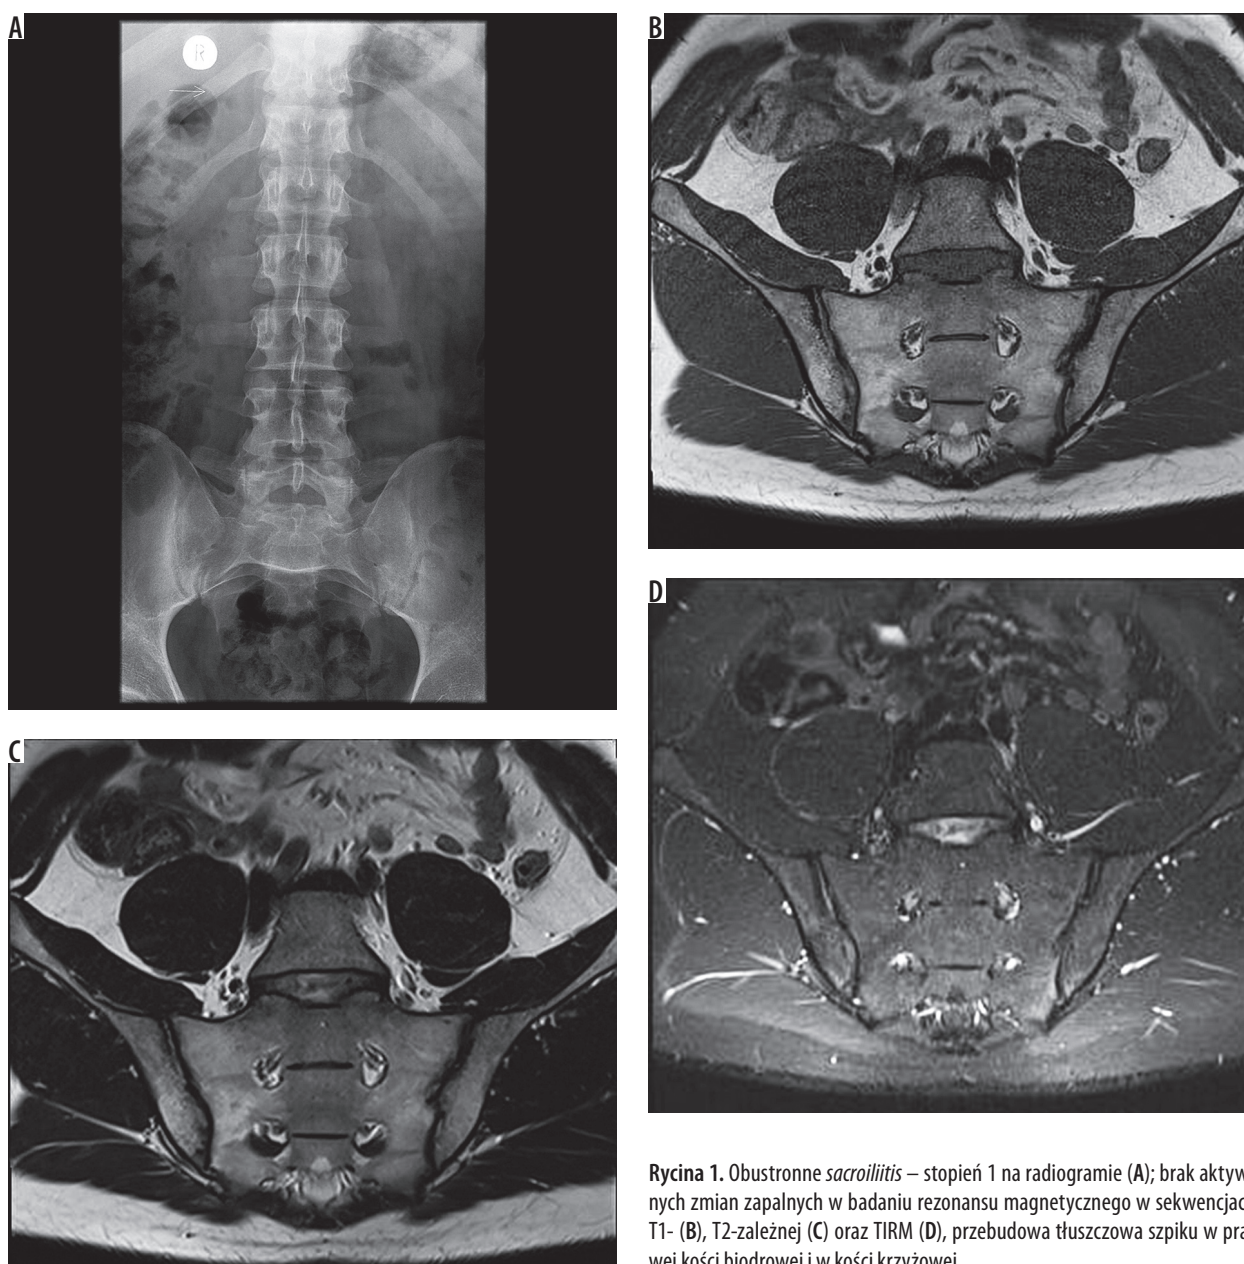 A
R
B
C
D
Rycina 1. Obustronne sacroiliitis – stopień 1 na radiogramie (A); brak aktyw-
nych zmian zapalnych w badaniu rezonansu magnetycznego w sekwencjac
T1- (B), T2-zależnej (C) oraz TIRM (D), przebudowa tłuszczowa szpiku w pra-
wej kości biodrowej i w kości krzyżowej